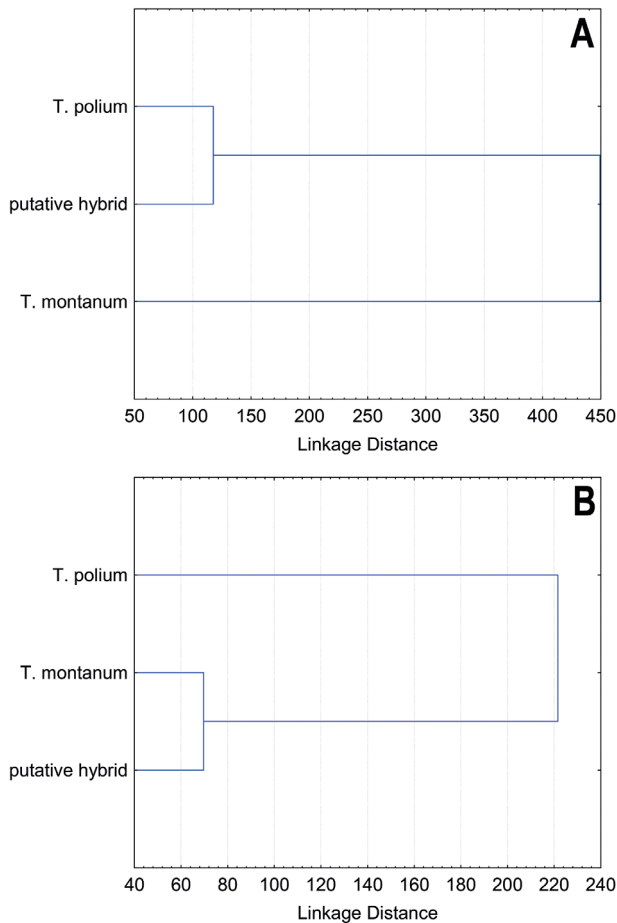 A
T. polium
putative hybrid
T. montanum
50 100 150 200 250 300 350 400 450
Linkage Distance
B
T. polium
T. montanum
putative hybrid
40 60 80 100 120 140 160 180 200 220 240
Linkage Distance